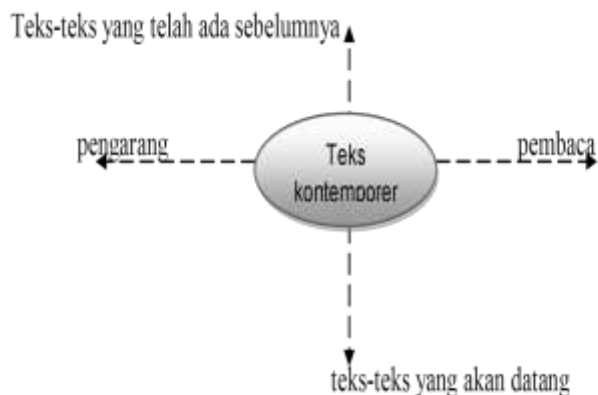 Teks-teks yang telah ada sebelumnya
pengarang
Teks
kontemporer
pembaca
teks-teks yang akan datang